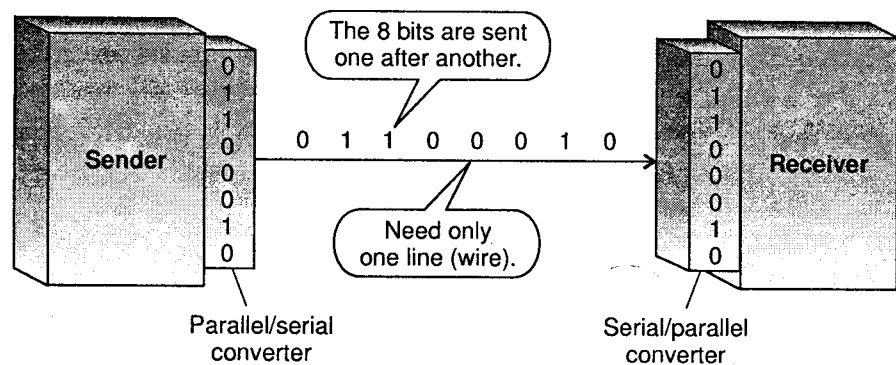 The 8 bits are sent
one after another.
0
1
1
0
0
0
1
0
Sender
0 1 1 0 0 0 1 0
0
1
1
0
0
0
1
0
Receiver
Need only
one line (wire).
Parallel/serial
converter
Serial/parallel
converter